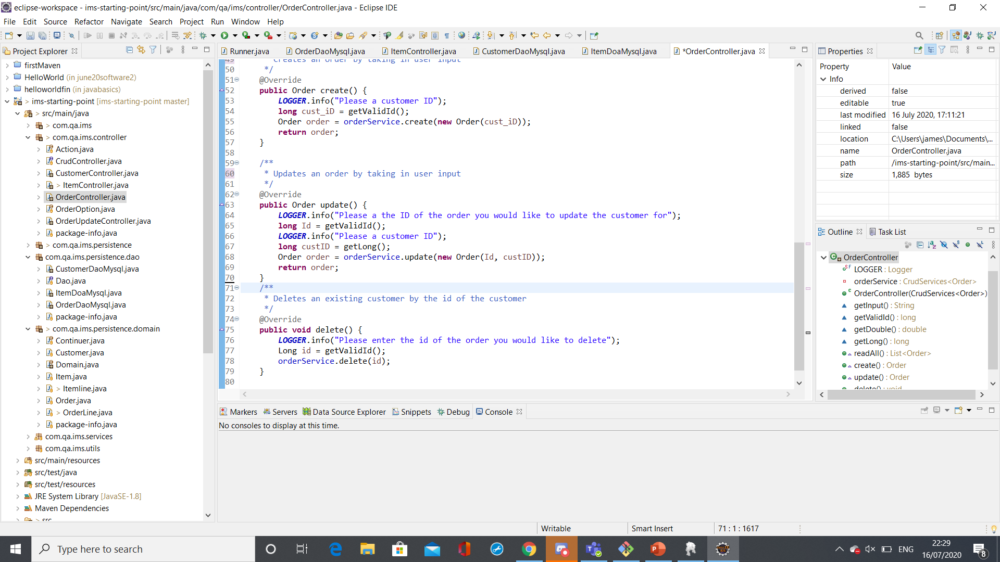 eclipse-workspace - ims-starting-point/src/main/java/com/qa/ims/controller/OrderController.java - Eclipse IDE
File Edit Source Refactor Navigate Search Project Run Window Help
Project Explorer
firstMaven
HelloWorld (in june20software2)
helloworldfin (in javabasics)
> ims-starting-point [ims-starting-point master]
> src/main/java
> com.qa.ims
> com.qa.ims.controller
Action.java
CrudController.java
CustomerController.java
> ItemController.java
OrderController.java
OrderOption.java
OrderUpdateController.java
package-info.java
> com.qa.ims.persistence
com.qa.ims.persistence.dao
CustomerDaoMysql.java
Dao.java
ItemDoaMysql.java
OrderDaoMysql.java
package-info.java
> com.qa.ims.persistence.domain
Continuer.java
Customer.java
Domain.java
Item.java
> Itemline.java
Order.java
> OrderLine.java
package-info.java
com.qa.ims.services
com.qa.ims.utils
src/main/resources
src/test/java
src/test/resources
JRE System Library [JavaSE-1.8]
Maven Dependencies
> src
Runner.java OrderDaoMysql.java ItemController.java CustomerDaoMysql.java ItemDoaMysql.java *OrderController.java
49 Creates an order by taking in user input
50 */
51 @Override
52 public Order create() {
53 LOGGER.info("Please a customer ID");
54 long cust_iD = getValidId();
55 Order order = orderService.create(new Order(cust_iD));
56 return order;
57 }
58
59 /**
60 * Updates an order by taking in user input
61 */
62 @Override
63 public Order update() {
64 LOGGER.info("Please a the ID of the order you would like to update the customer for");
65 long Id = getValidId();
66 LOGGER.info("Please a customer ID");
67 long custID = getLong();
68 Order order = orderService.update(new Order(Id, custID));
69 return order;
70 }
71 /**
72 * Deletes an existing customer by the id of the customer
73 */
74 @Override
75 public void delete() {
76 LOGGER.info("Please enter the id of the order you would like to delete");
77 Long id = getValidId();
78 orderService.delete(id);
79 }
80
Properties
Property Value
Info
derived false
editable true
last modified 16 July 2020, 17:11:21
linked false
location C:\Users\james\Documents\...
name OrderController.java
path /ims-starting-point/src/main...
size 1,885 bytes
Outline Task List
OrderController
LOGGER : Logger
orderService : CrudServices<Order>
OrderController(CrudServices<Order>)
getInput() : String
getValidId() : long
getDouble() : double
getLong() : long
readAll() : List<Order>
create() : Order
update() : Order
delete() : void
Markers Servers Data Source Explorer Snippets Debug Console
No consoles to display at this time.
Writable Smart Insert 71 : 1 : 1617
Type here to search
ENG
22:29
16/07/2020
8